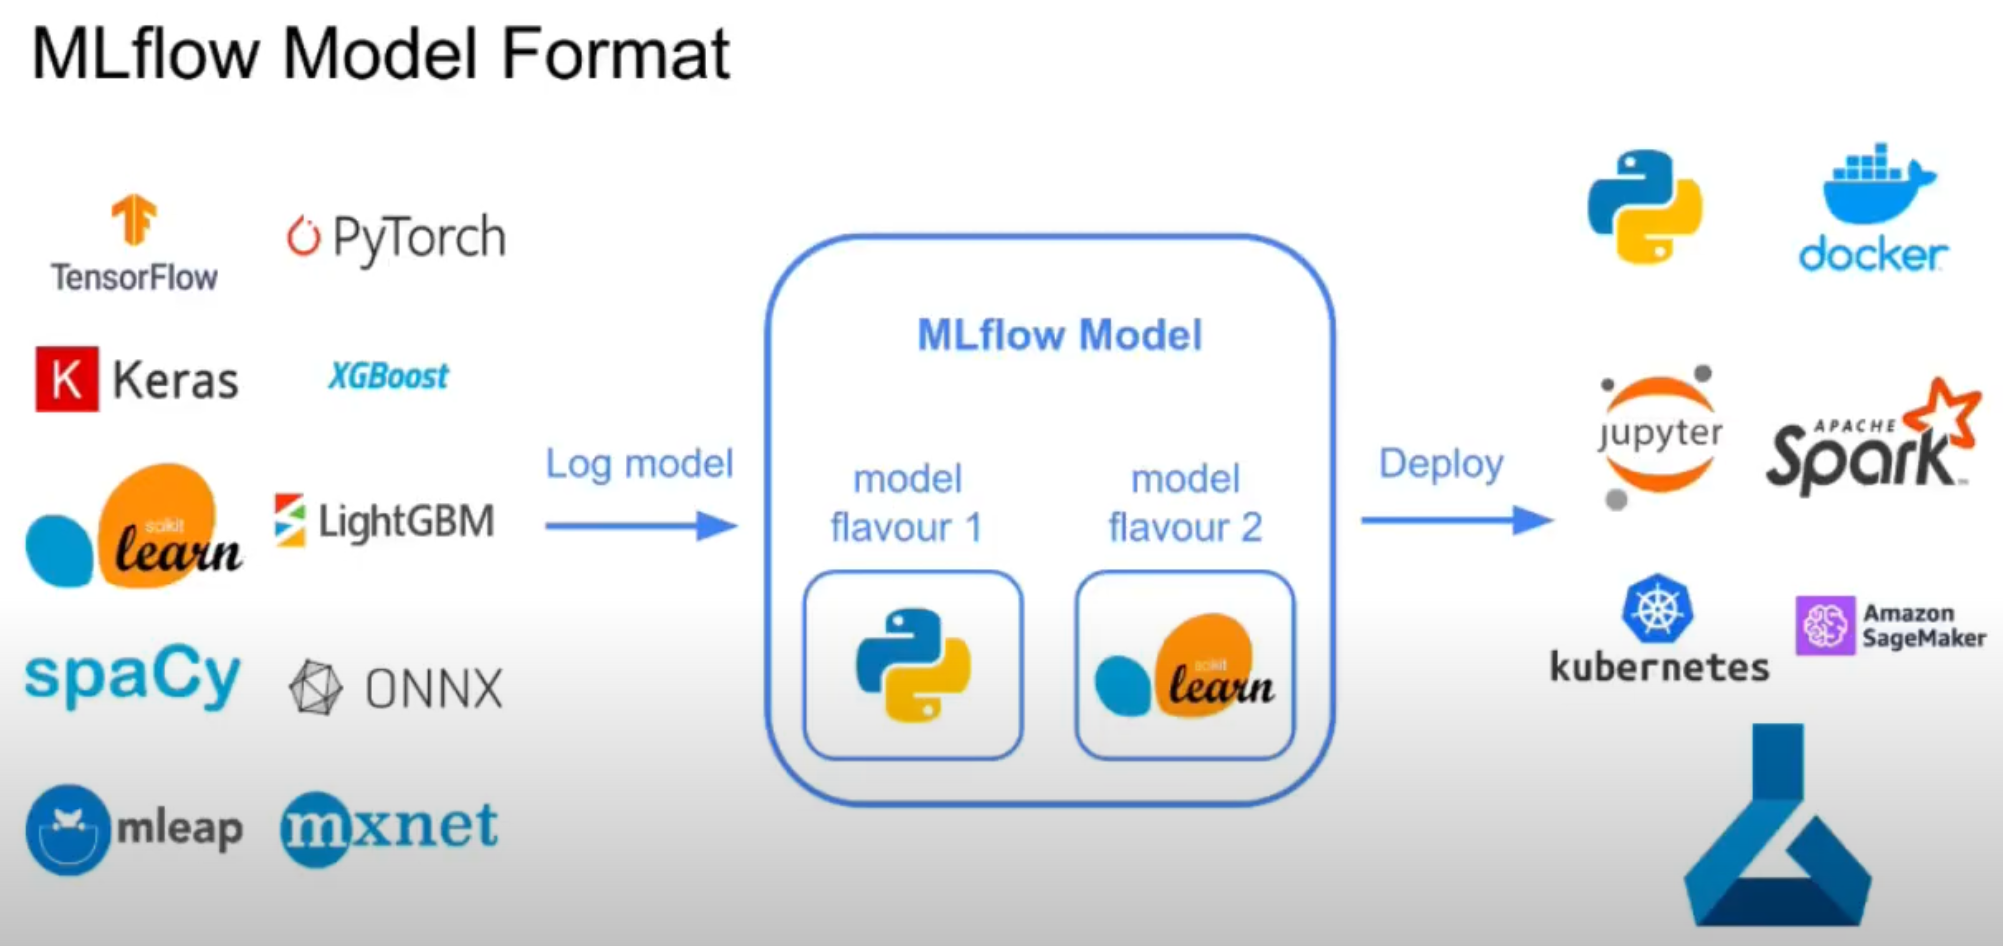 MLflow Model Format
TensorFlow
PyTorch
K Keras
XGBoost
scikit
learn
LightGBM
spaCy
ONNX
mleap
mxnet
Log model
MLflow Model
model
flavour 1
model
flavour 2
scikit
learn
Deploy
docker
jupyter
APACHE
Spark™
kubernetes
Amazon
SageMaker